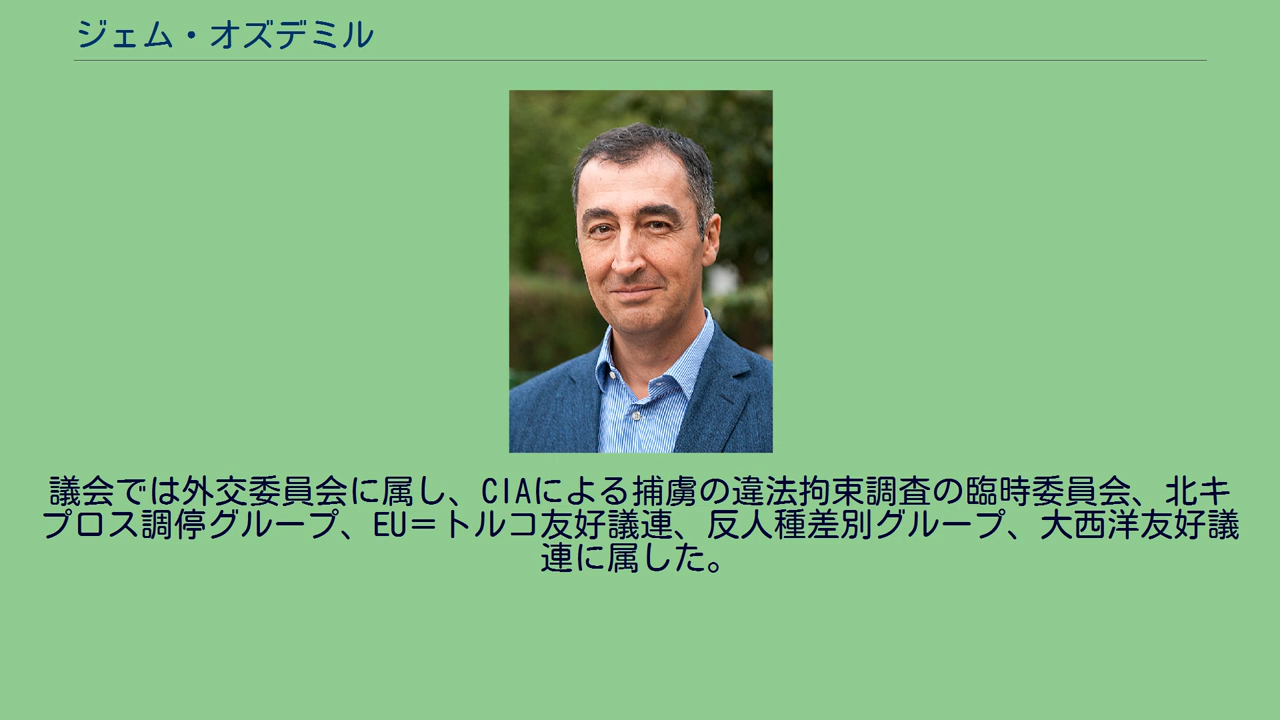 ジェム・オズデミル
議会では外交委員会に属し、CIAによる捕虜の違法拘束調査の臨時委員会、北キ
プロス調停グループ、EU＝トルコ友好議連、反人種差別グループ、大西洋友好議
連に属した。